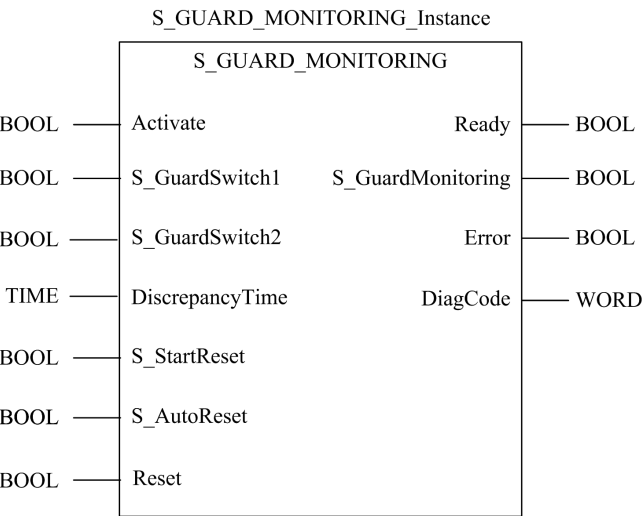 S_GUARD_MONITORING_Instance
S_GUARD_MONITORING
BOOL Activate Ready BOOL
BOOL S_GuardSwitch1 S_GuardMonitoring BOOL
BOOL S_GuardSwitch2 Error BOOL
TIME DiscrepancyTime DiagCode WORD
BOOL S_StartReset
BOOL S_AutoReset
BOOL Reset